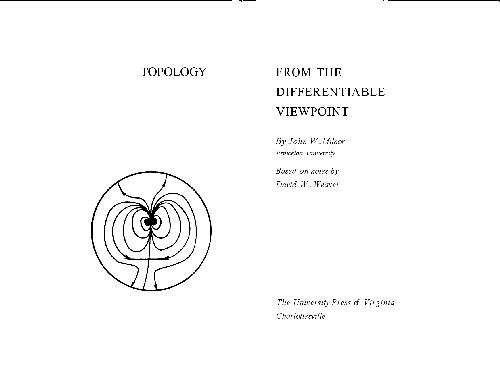 TOPOLOGY
FROM THE
DIFFERENTIABLE
VIEWPOINT
By John W. Milnor
Princeton University
Based on notes by
David W. Weaver
The University Press of Virginia
Charlottesville